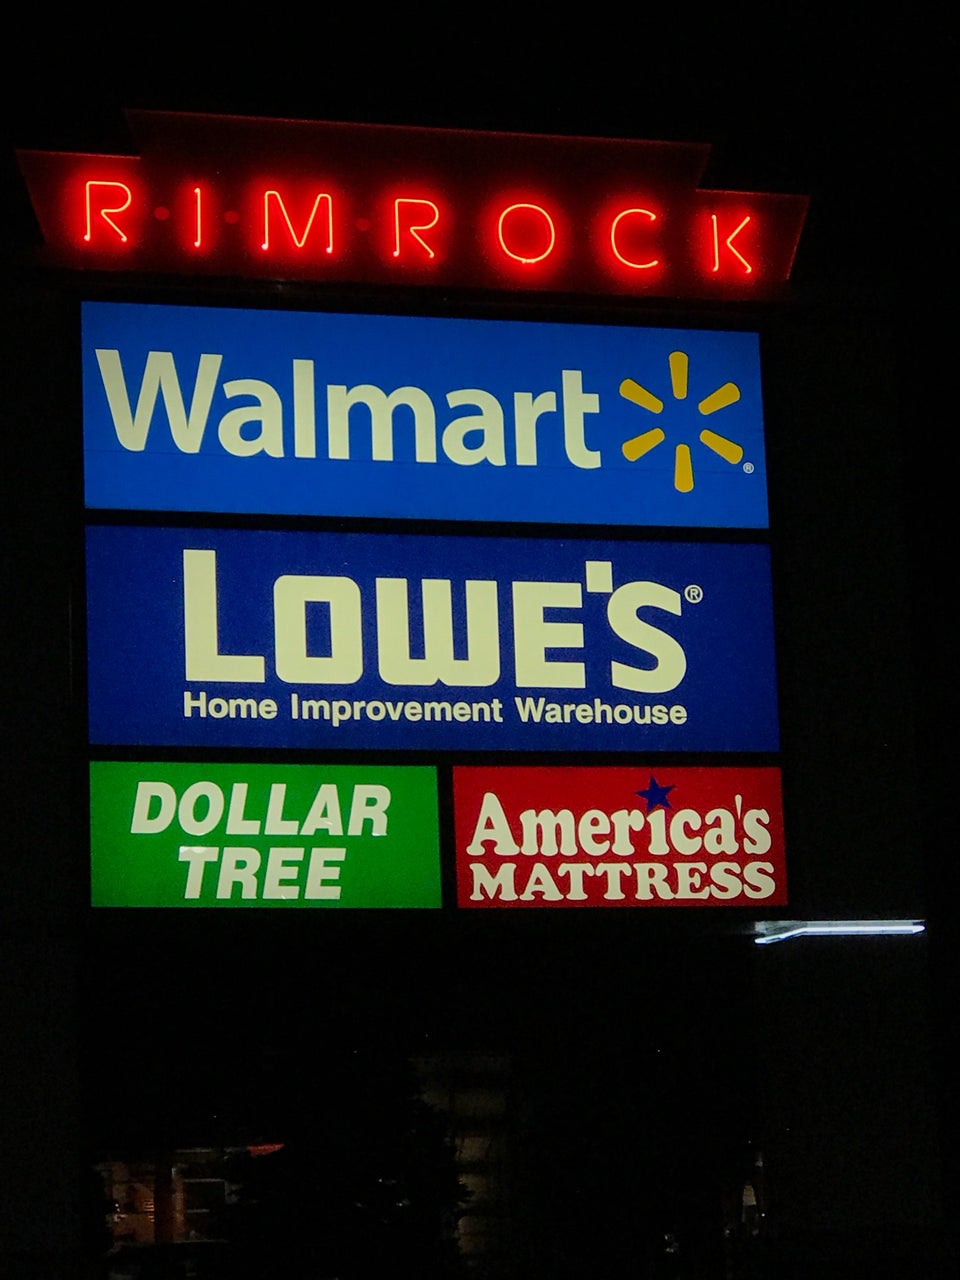 R·I·M·R·O·C·K
Walmart ®
LOWE'S ®
Home Improvement Warehouse
DOLLAR
TREE
America's
MATTRESS